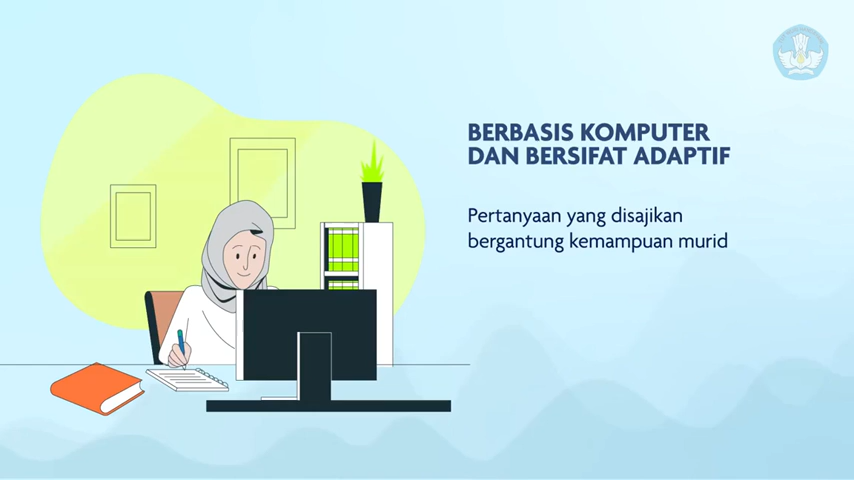 BERBASIS KOMPUTER
DAN BERSIFAT ADAPTIF
Pertanyaan yang disajikan
bergantung kemampuan murid